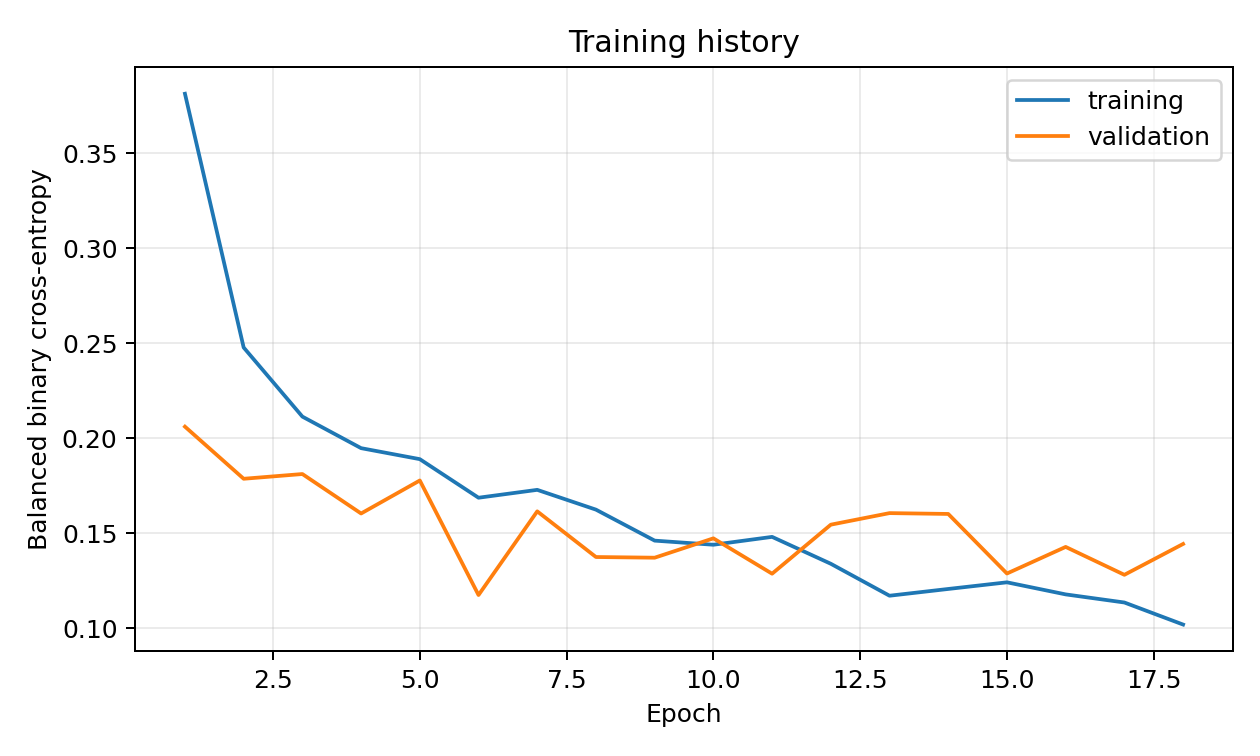 Training history
training
validation
Balanced binary cross-entropy
0.35
0.30
0.25
0.20
0.15
0.10
2.5 5.0 7.5 10.0 12.5 15.0 17.5
Epoch